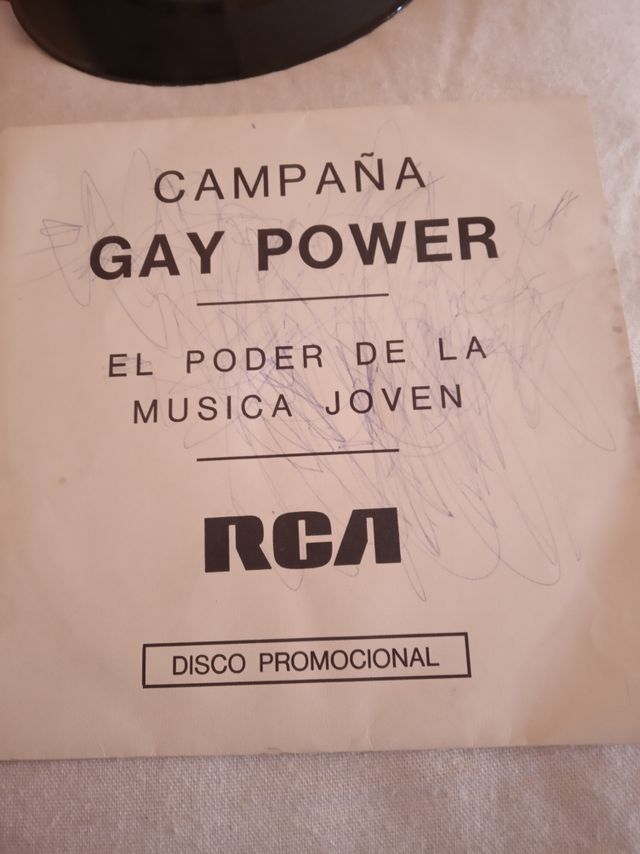 CAMPAÑA
GAY POWER
EL PODER DE LA
MUSICA JOVEN
RCA
DISCO PROMOCIONAL